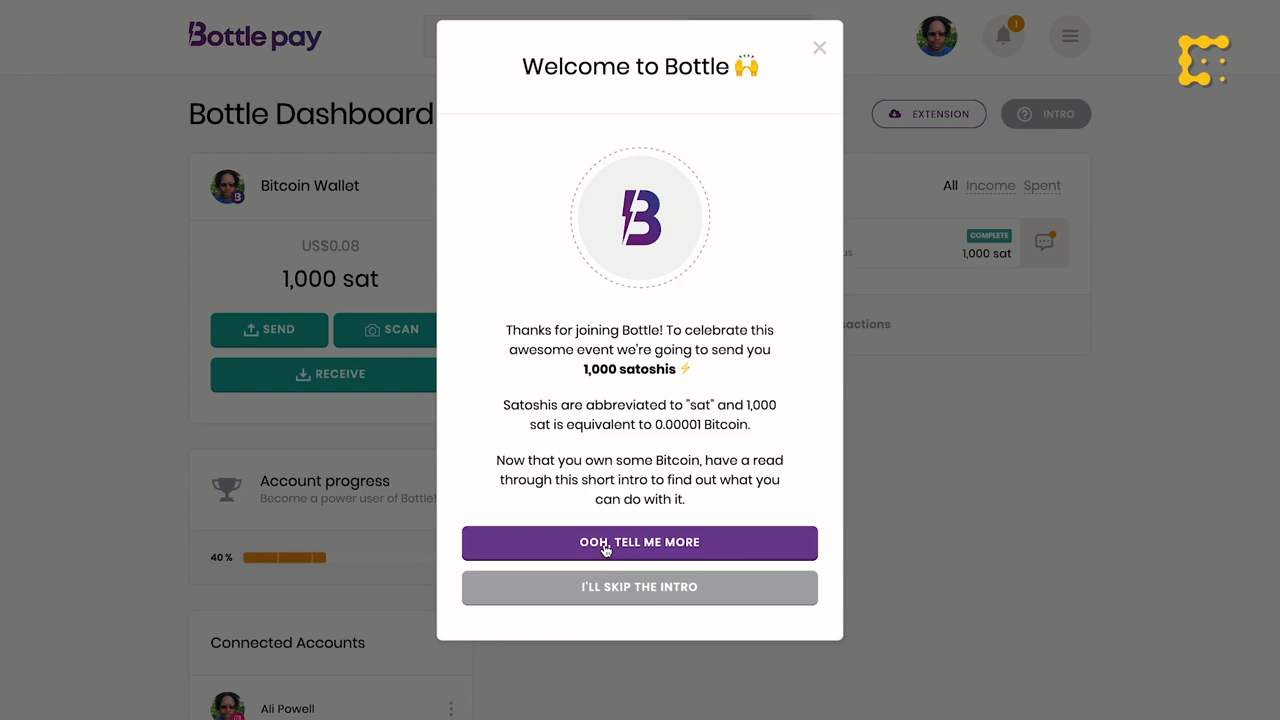 Bottle pay
1
Welcome to Bottle 🙌
×
Bottle Dashboard
EXTENSION
INTRO
Bitcoin Wallet
US$0.08
1,000 sat
SEND
SCAN
RECEIVE
All Income Spent
us
COMPLETE
1,000 sat
sactions
B
Thanks for joining Bottle! To celebrate this
awesome event we're going to send you
1,000 satoshis ⚡
Satoshis are abbreviated to "sat" and 1,000
sat is equivalent to 0.00001 Bitcoin.
Now that you own some Bitcoin, have a read
through this short intro to find out what you
can do with it.
OOH, TELL ME MORE
I'LL SKIP THE INTRO
Account progress
Become a power user of Bottle!
40 %
Connected Accounts
Ali Powell